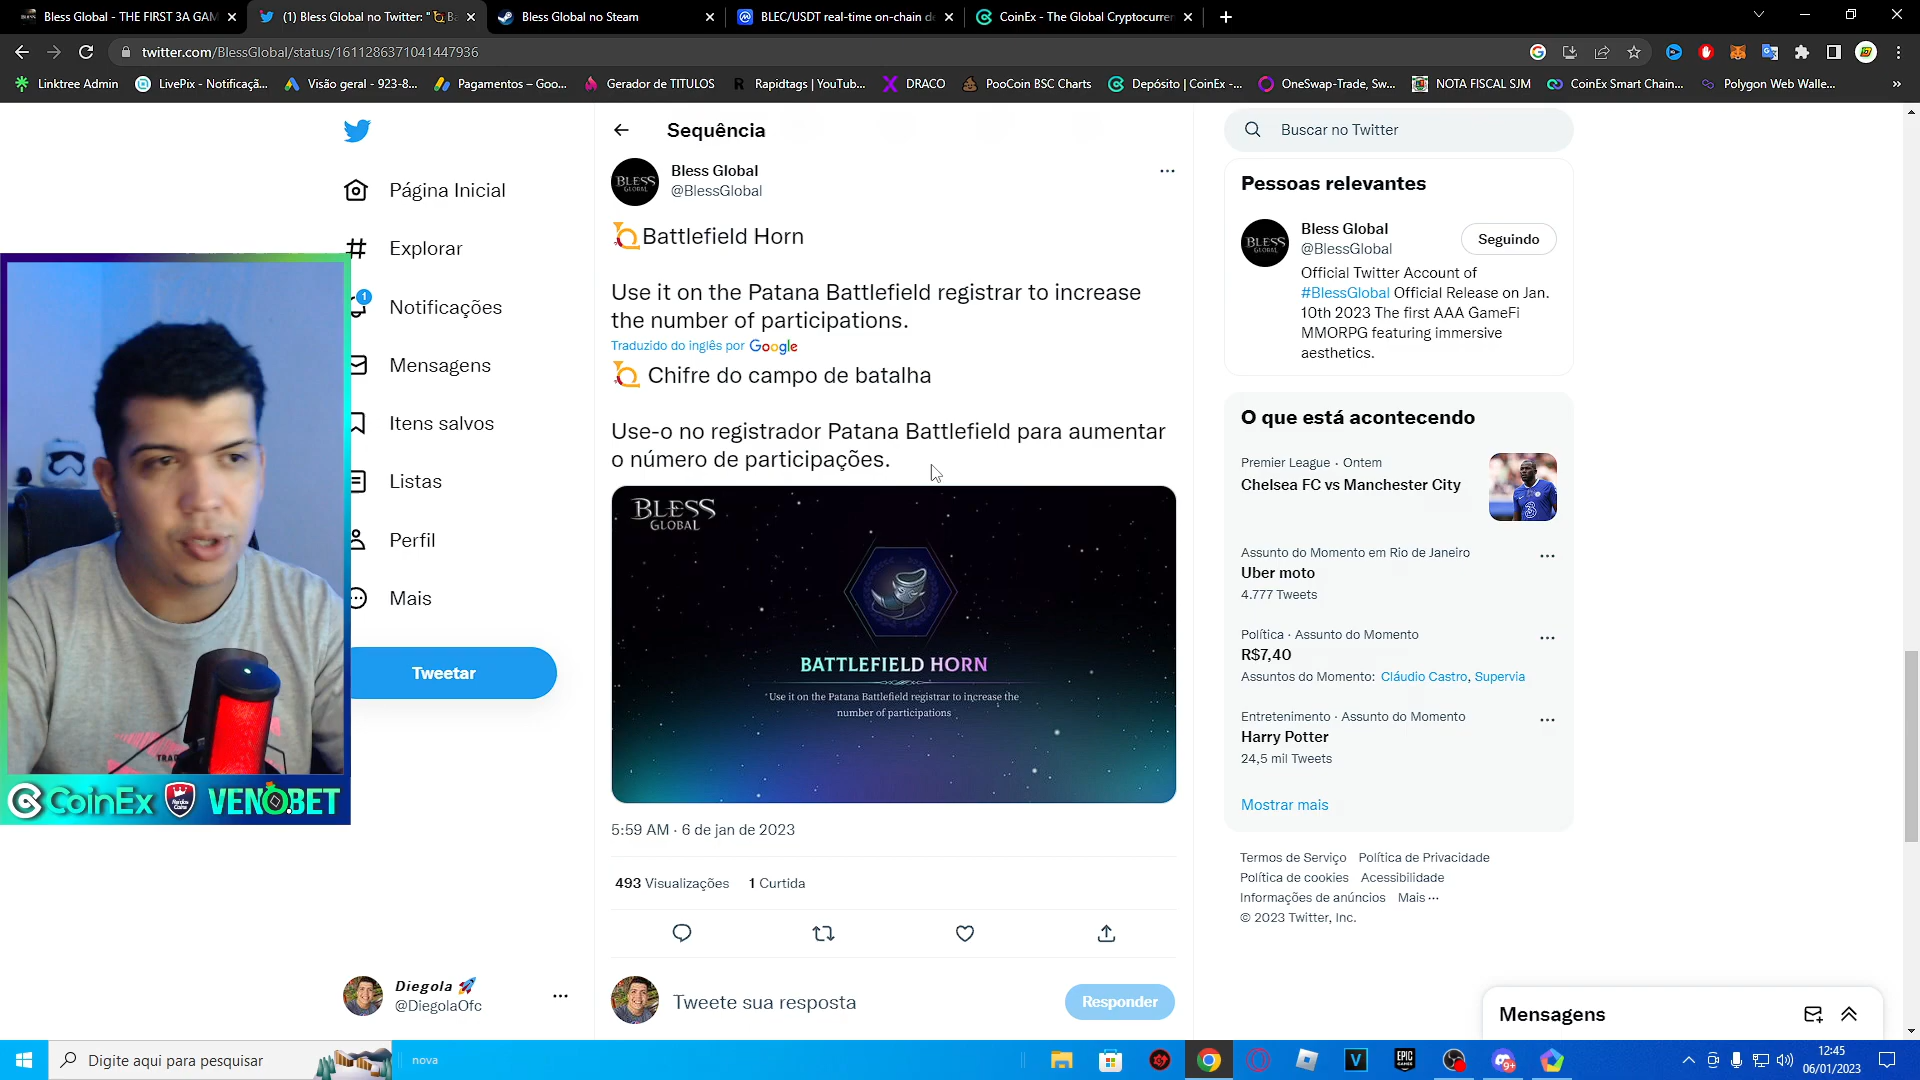 Bless Global - THE FIRST 3A GAM
(1) Bless Global no Twitter: "
Bless Global no Steam
BLEC/USDT real-time on-chain
CoinEx - The Global Cryptocurrer
twitter.com/BlessGlobal/status/1611286371041447936
Linktree Admin
LivePix - Notificaçã...
Visão geral - 923-8...
Pagamentos – Goo...
Gerador de TITULOS
Rapidtags | YouTub...
DRACO
PooCoin BSC Charts
Depósito | CoinEx -...
OneSwap-Trade, Sw...
NOTA FISCAL SJM
CoinEx Smart Chain...
Polygon Web Walle...
Página Inicial
Explorar
1
Notificações
Mensagens
Itens salvos
Listas
Perfil
Mais
Tweetar
Diegola
@DiegolaOfc
Sequência
BLESS
GLOBAL
Bless Global
@BlessGlobal
Battlefield Horn
Use it on the Patana Battlefield registrar to increase
the number of participations.
Traduzido do inglês por Google
Chifre do campo de batalha
Use-o no registrador Patana Battlefield para aumentar
o número de participações.
BLESS
GLOBAL
BATTLEFIELD HORN
"Use it on the Patana Battlefield registrar to increase the
number of participations
5:59 AM · 6 de jan de 2023
493 Visualizações 1 Curtida
Tweete sua resposta
Responder
Buscar no Twitter
Pessoas relevantes
BLESS
GLOBAL
Bless Global
@BlessGlobal
Seguindo
Official Twitter Account of
#BlessGlobal Official Release on Jan.
10th 2023 The first AAA GameFi
MMORPG featuring immersive
aesthetics.
O que está acontecendo
Premier League · Ontem
Chelsea FC vs Manchester City
Assunto do Momento em Rio de Janeiro
Uber moto
4.777 Tweets
Política · Assunto do Momento
R$7,40
Assuntos do Momento: Cláudio Castro, Supervia
Entretenimento · Assunto do Momento
Harry Potter
24,5 mil Tweets
Mostrar mais
Termos de Serviço Política de Privacidade
Política de cookies Acessibilidade
Informações de anúncios Mais ···
© 2023 Twitter, Inc.
Mensagens
CoinEx
VENOBET
Digite aqui para pesquisar
nova
V
EPIC
GAMES
9+
12:45
06/01/2023